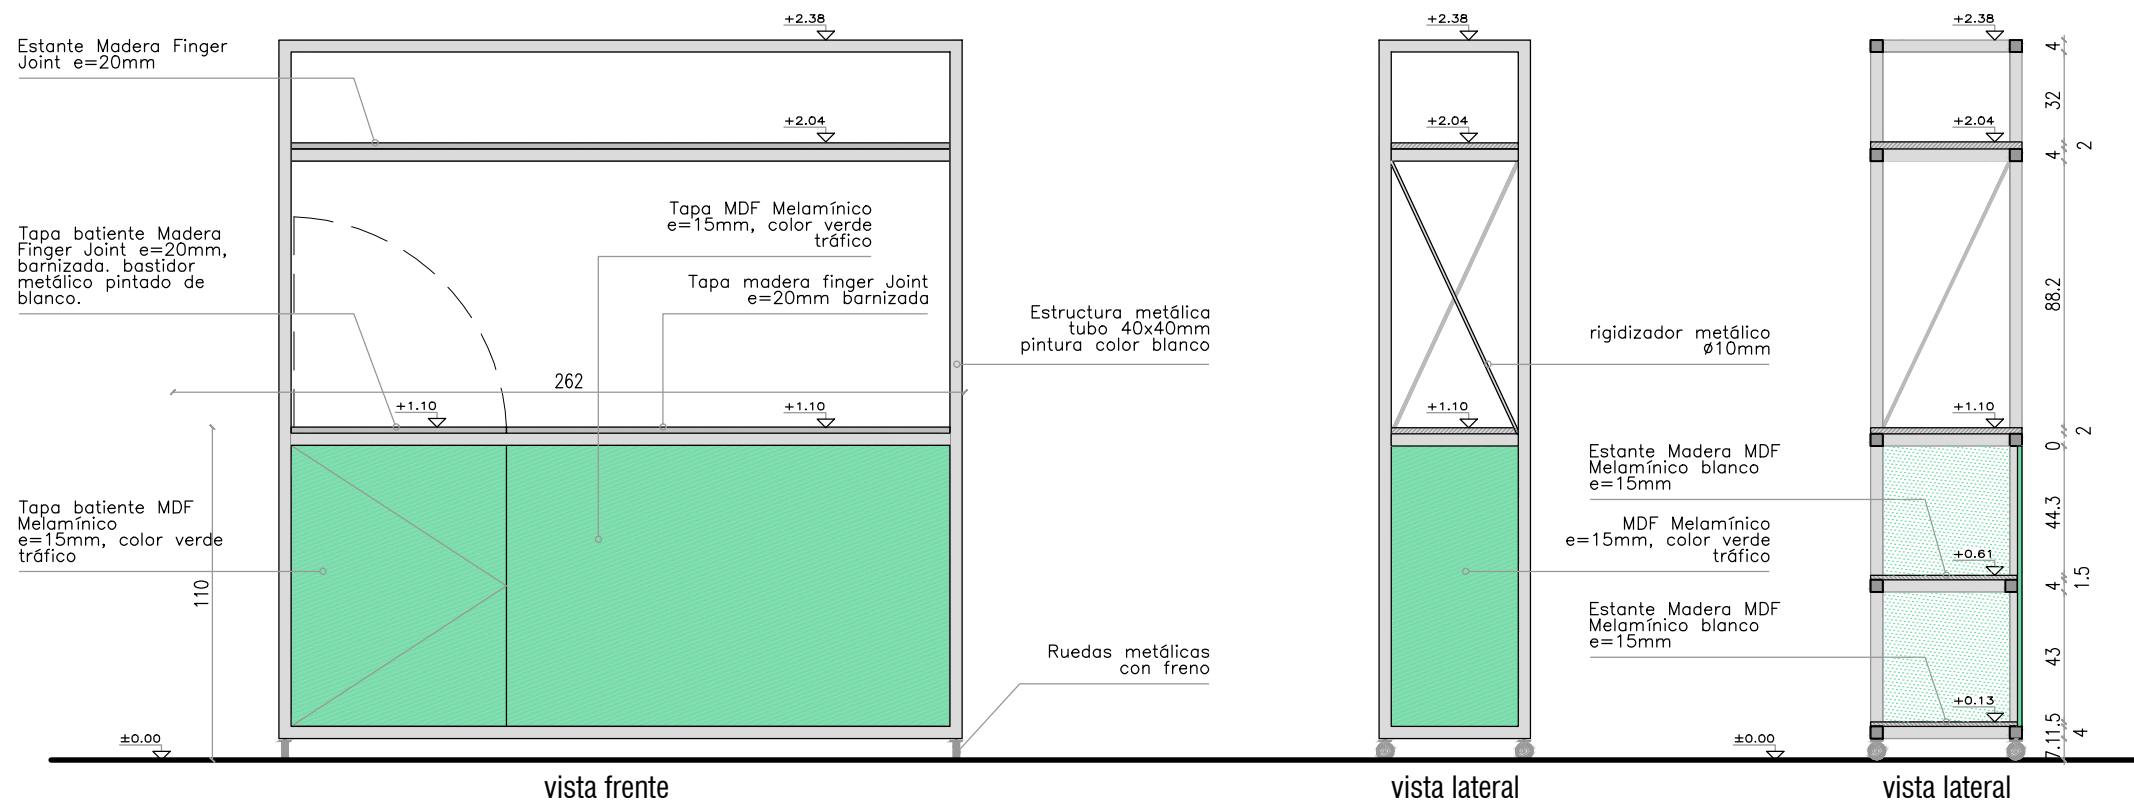 Estante Madera Finger
Joint e=20mm
+2.38
+2.04
Tapa batiente Madera
Finger Joint e=20mm,
barnizada. bastidor
metálico pintado de
blanco.
Tapa MDF Melamínico
e=15mm, color verde
tráfico
Tapa madera finger Joint
e=20mm barnizada
Estructura metálica
tubo 40x40mm
pintura color blanco
262
+1.10
+1.10
Tapa batiente MDF
Melamínico
e=15mm, color verde
tráfico
110
Ruedas metálicas
con freno
±0.00
vista frente
+2.38
+2.04
rigidizador metálico
Ø10mm
+1.10
Estante Madera MDF
Melamínico blanco
e=15mm
MDF Melamínico
e=15mm, color verde
tráfico
Estante Madera MDF
Melamínico blanco
e=15mm
±0.00
vista lateral
+2.38
+2.04
+1.10
+0.61
+0.13
4
32
2
4
88.2
2
0
44.3
1.5
4
43
1.5
4
7.1
vista lateral